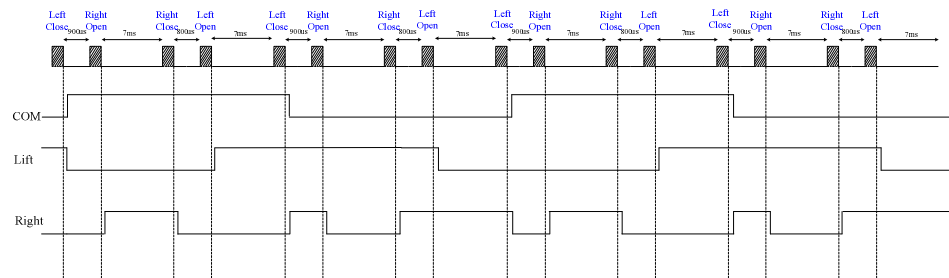 Left Close
900us
Right Open
7ms
Right Close
800us
Left Open
7ms
Left Close
900us
Right Open
7ms
Right Close
800us
Left Open
7ms
Left Close
900us
Right Open
7ms
Right Close
800us
Left Open
7ms
Left Close
900us
Right Open
7ms
Right Close
800us
Left Open
7ms
COM
Lift
Right